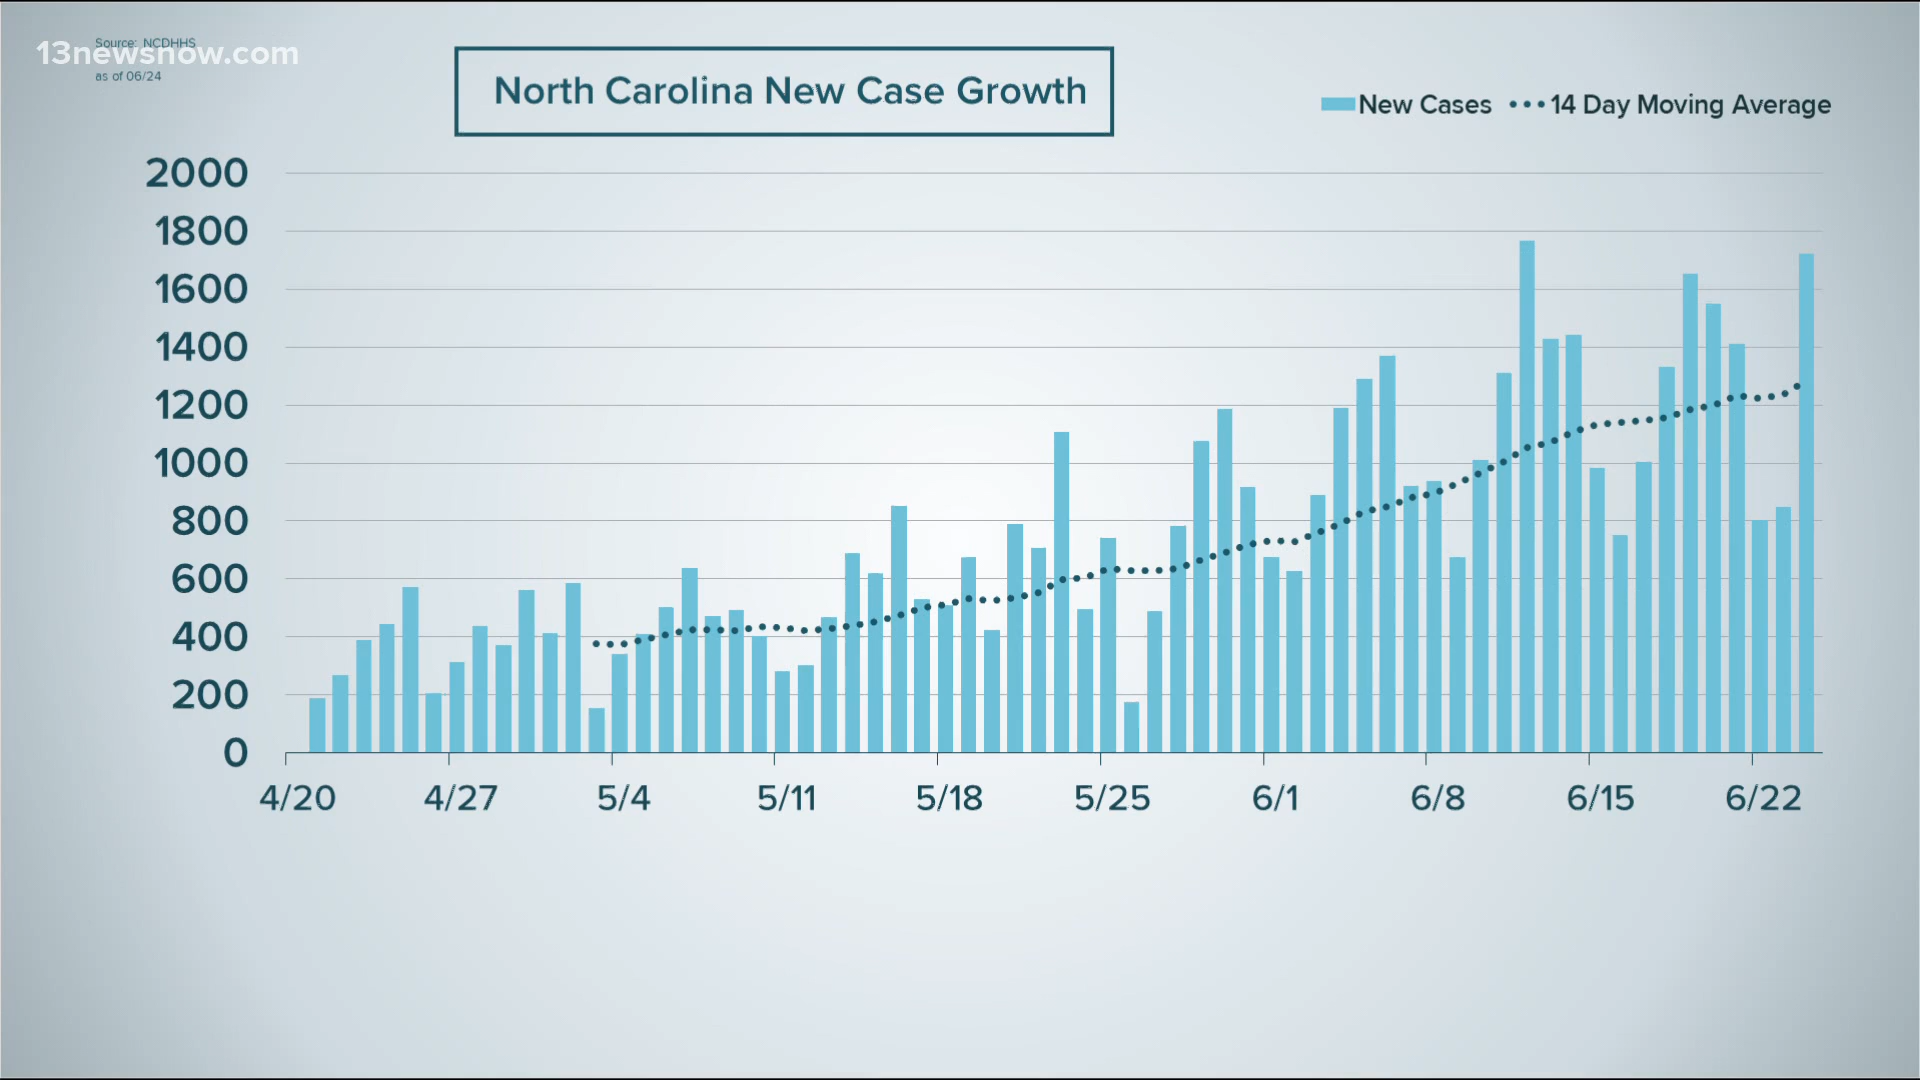 Source: NCDHHS
13newsnow.com
as of 06/24
North Carolina New Case Growth
New Cases 14 Day Moving Average
2000
1800
1600
1400
1200
1000
800
600
400
200
0
4/20 4/27 5/4 5/11 5/18 5/25 6/1 6/8 6/15 6/22